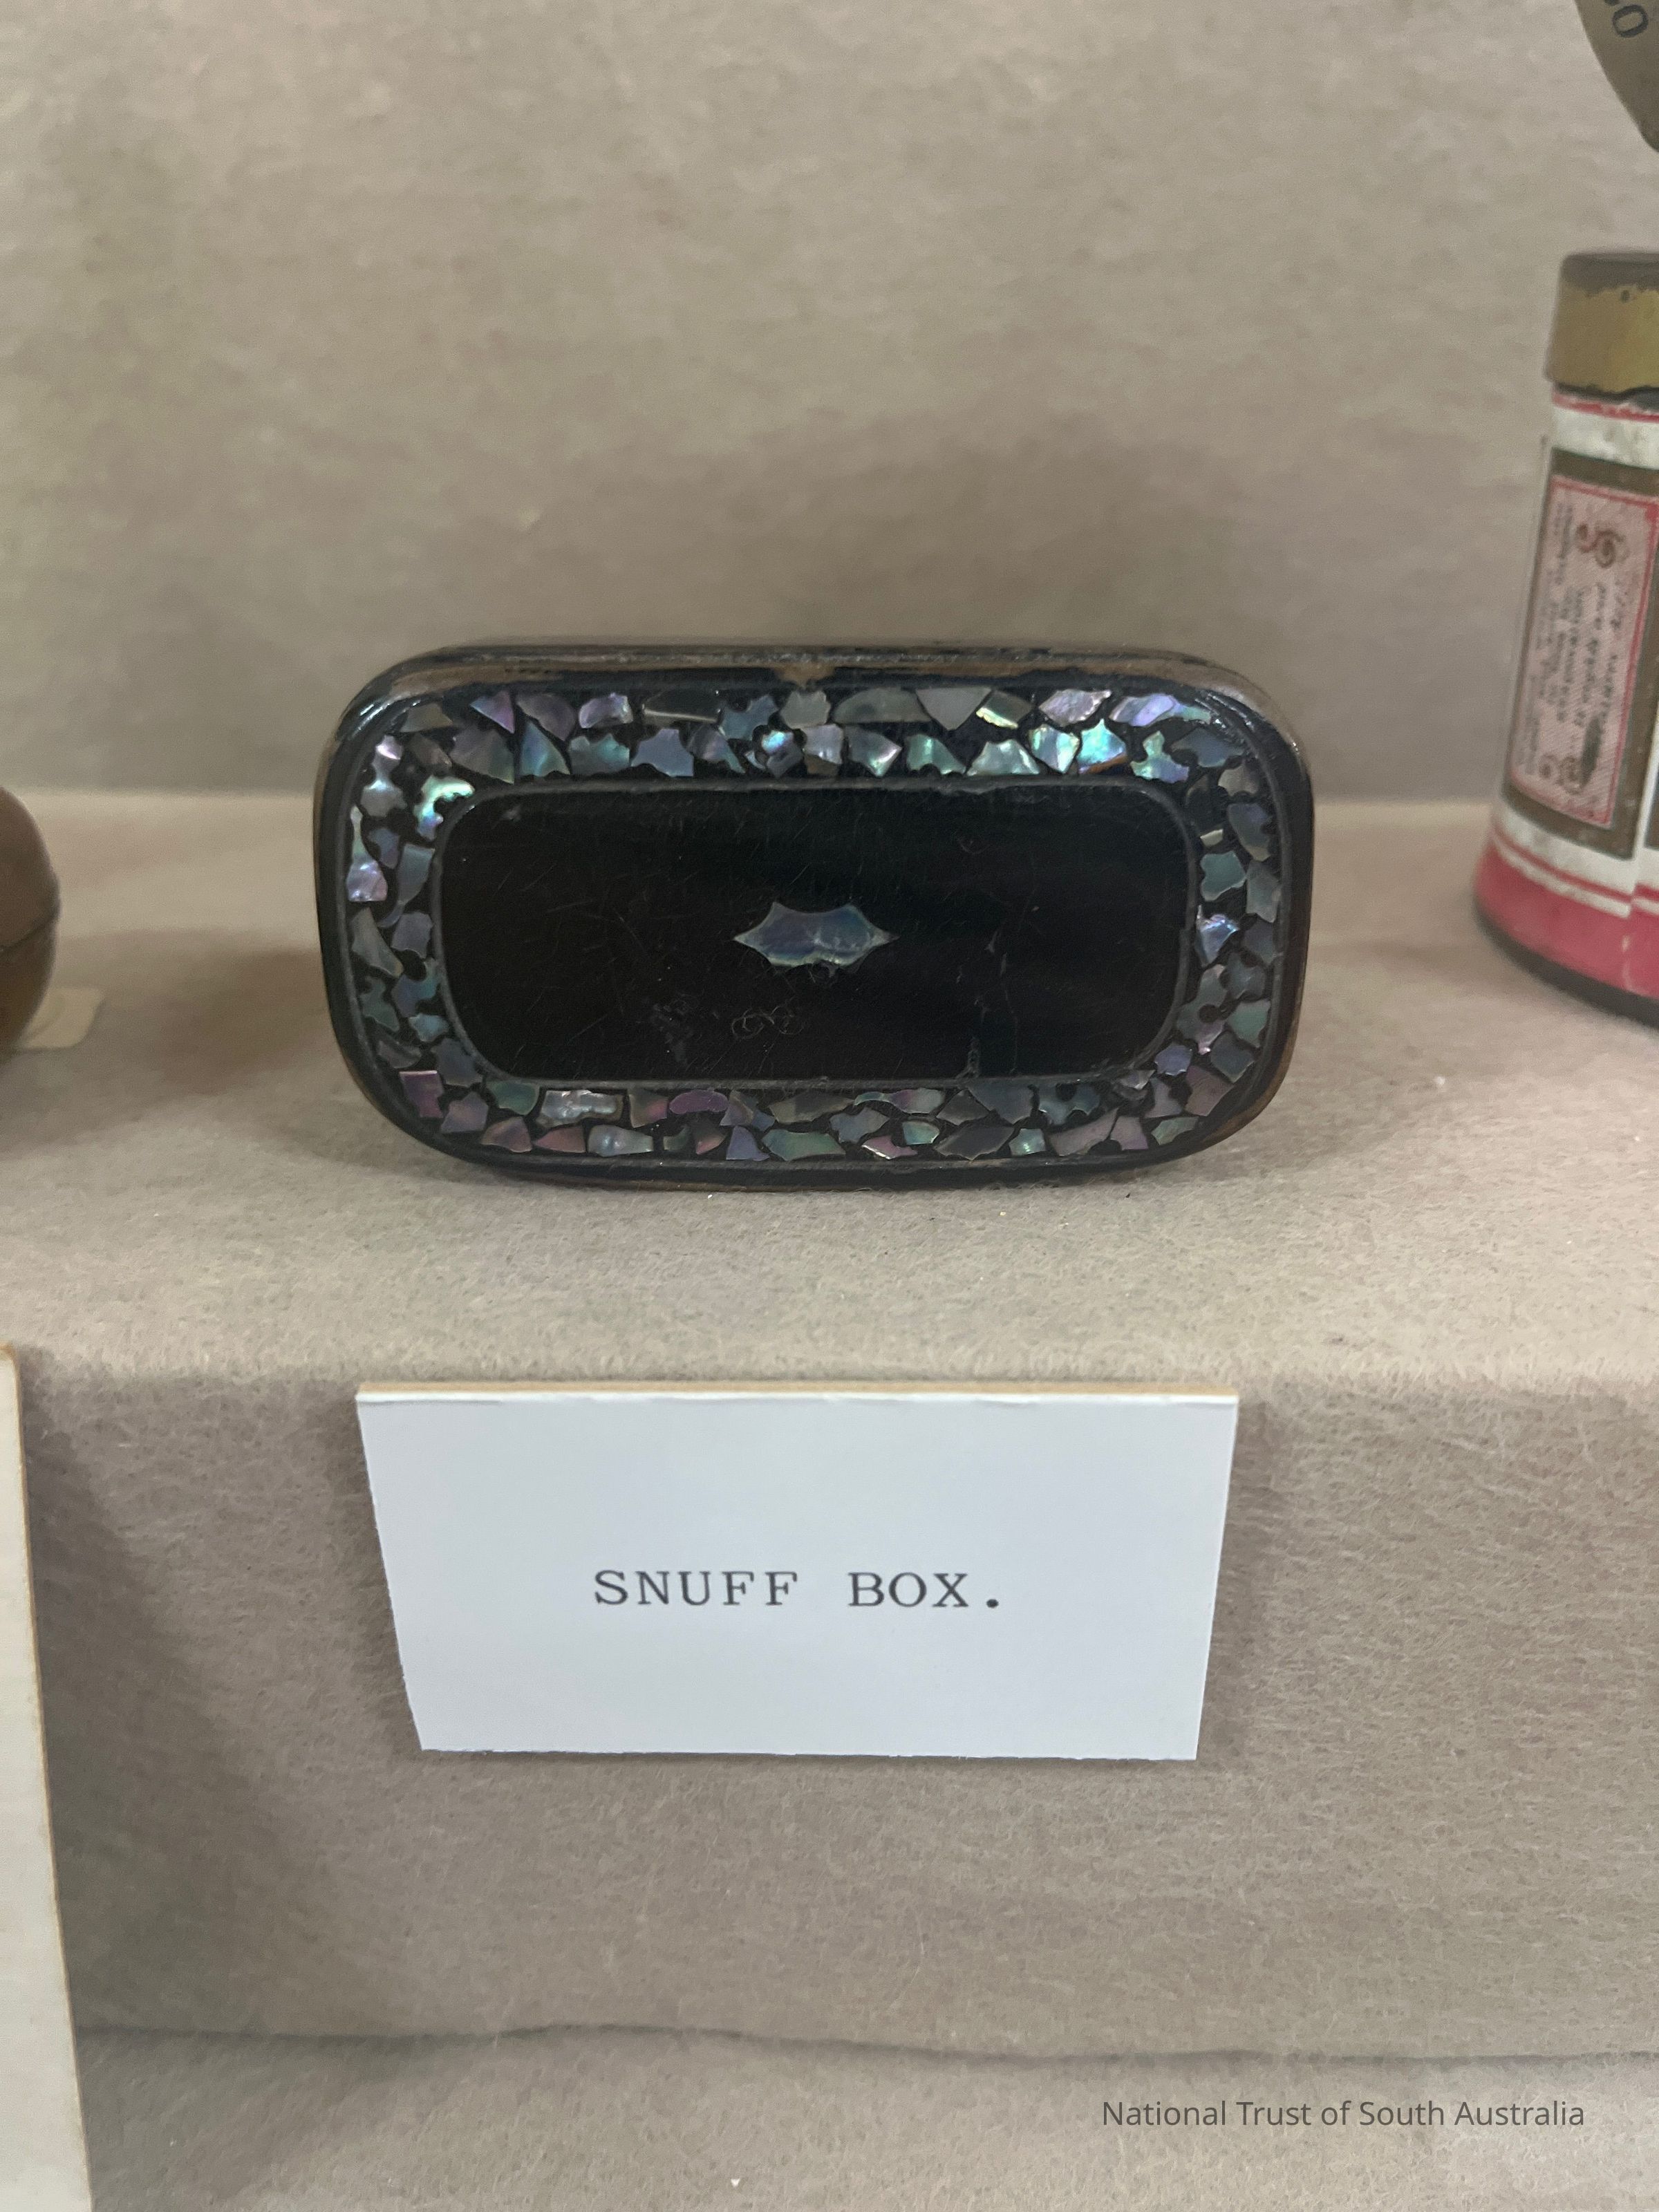 SNUFF BOX.
National Trust of South Australia